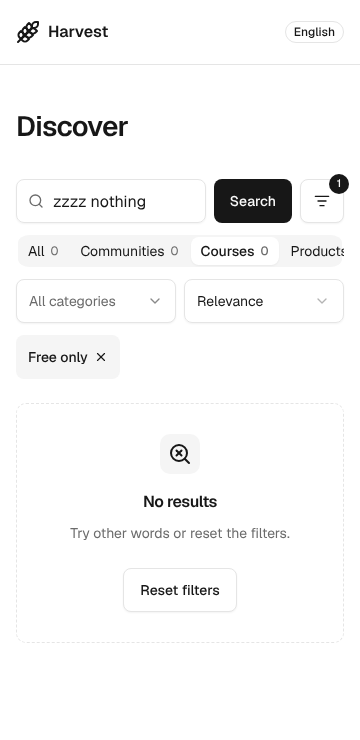 Harvest
English
Discover
zzzz nothing
Search
1
All 0 Communities 0 Courses 0 Products
All categories
Relevance
Free only
No results
Try other words or reset the filters.
Reset filters